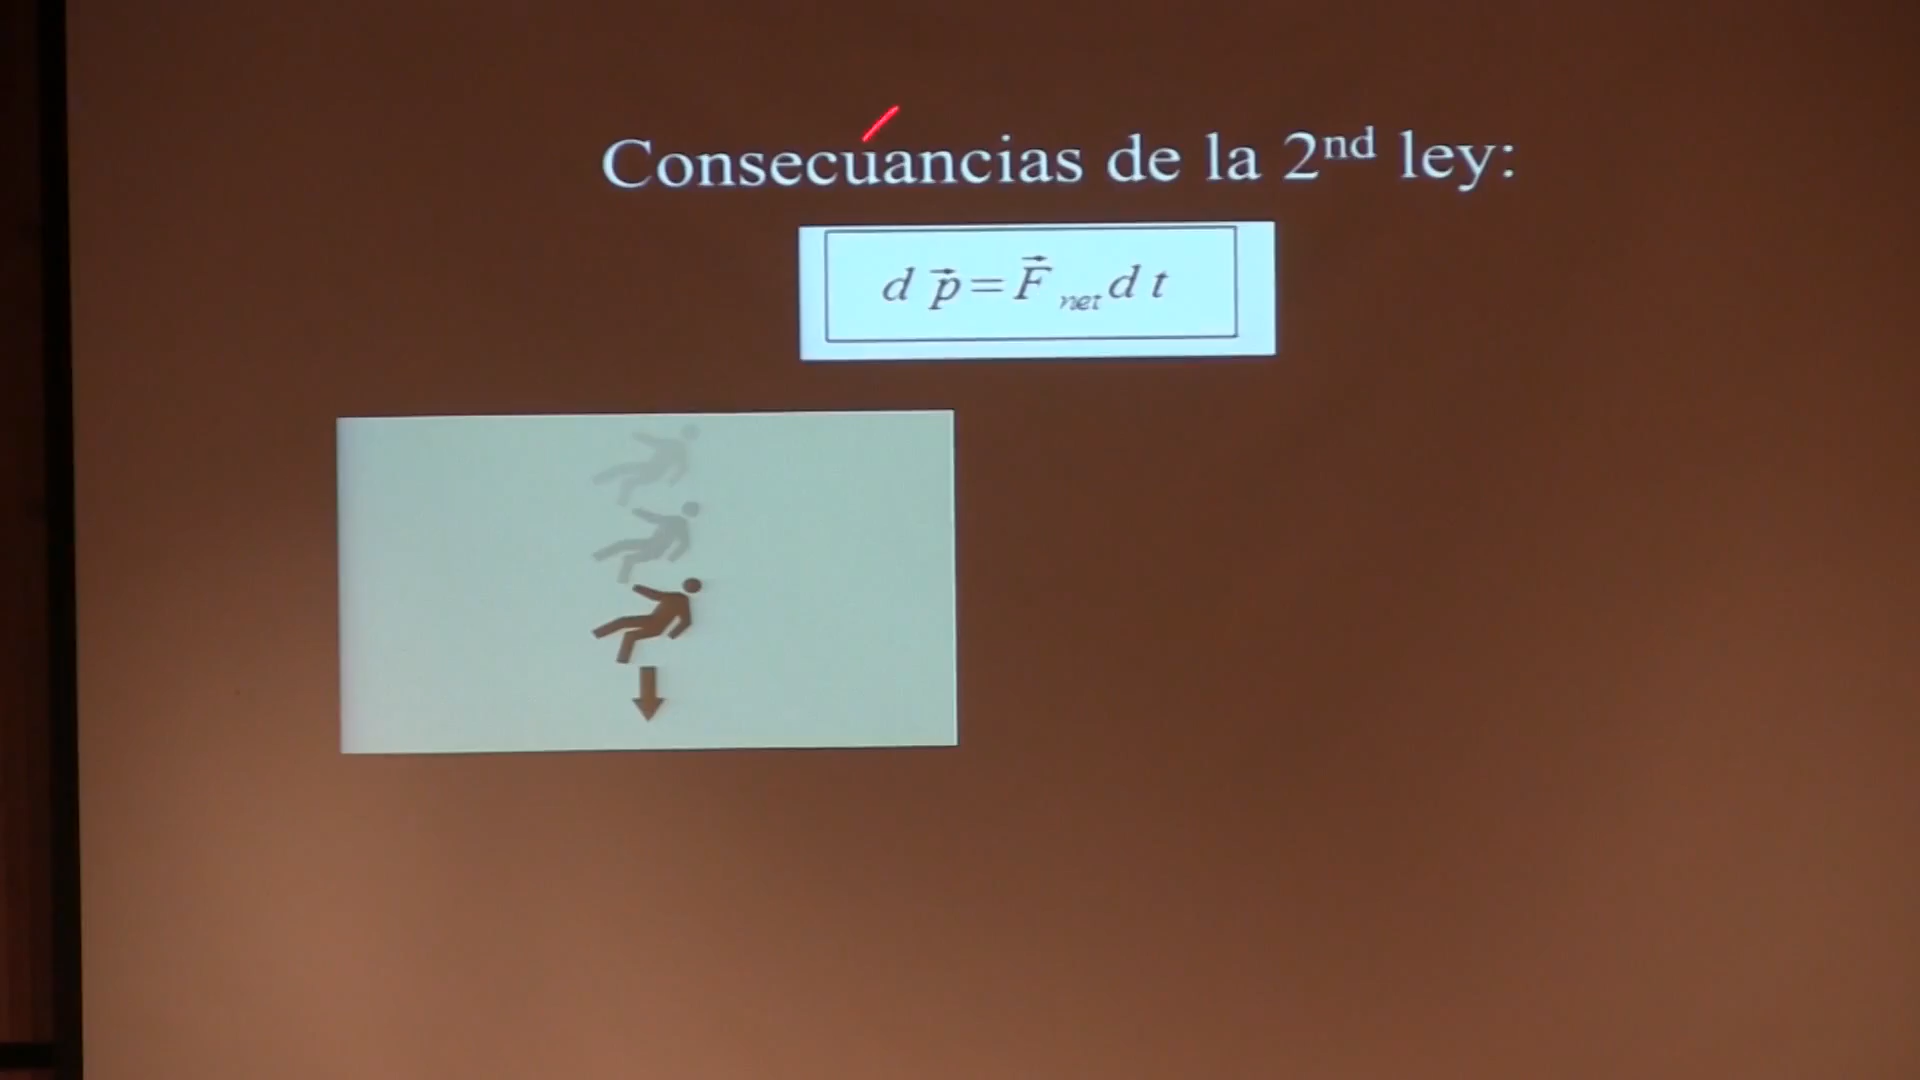 Consecuancias de la 2nd ley:
d p⃗ = F⃗ net d t